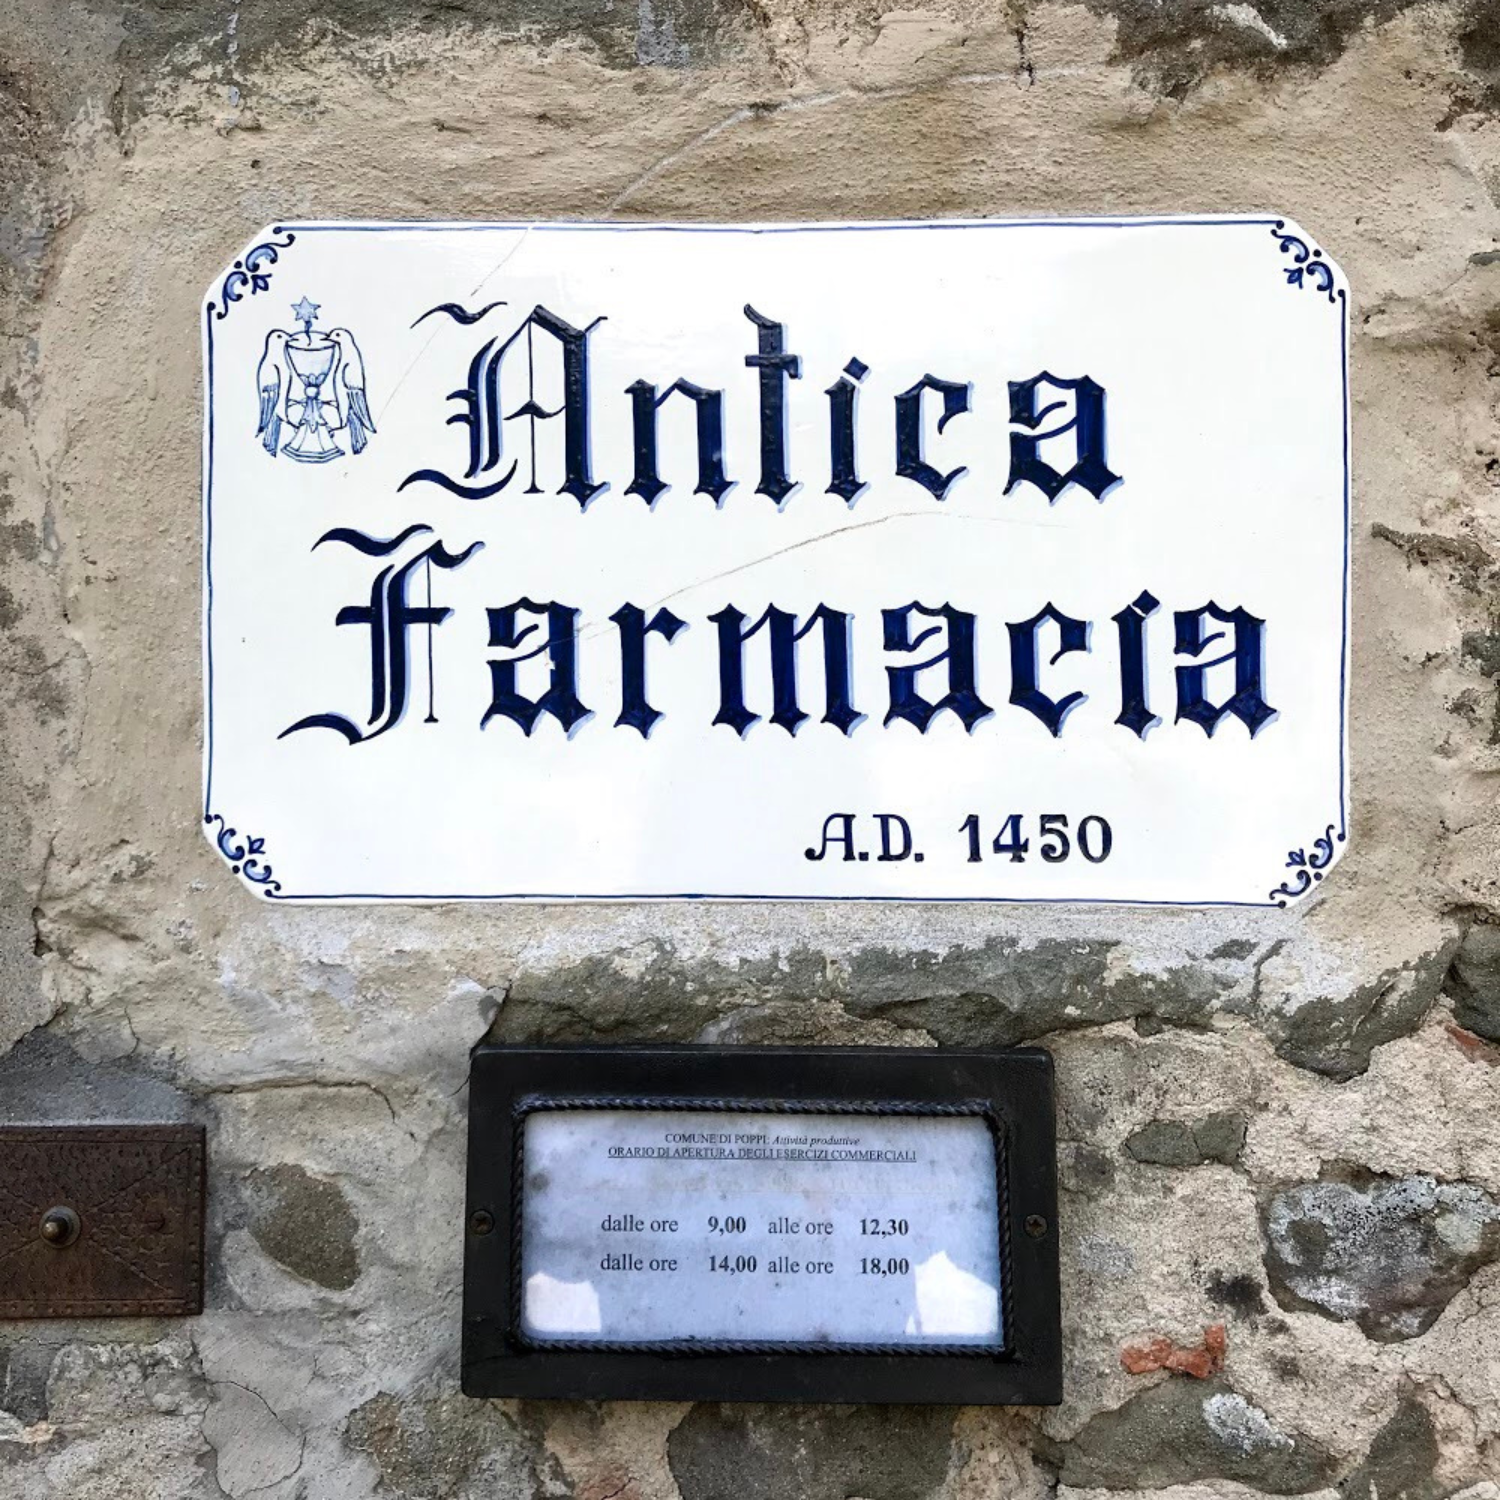 Antica
Farmacia
A.D. 1450
COMUNE DI POPPI: Attività produttive
ORARIO DI APERTURA DEGLI ESERCIZI COMMERCIALI
dalle ore 9,00 alle ore 12,30
dalle ore 14,00 alle ore 18,00